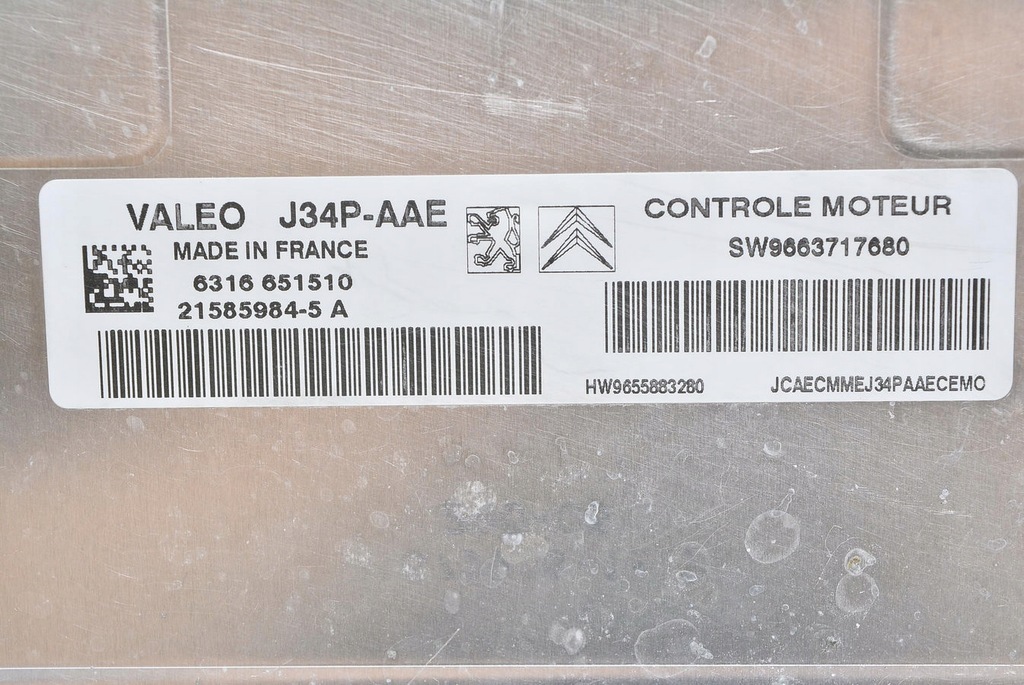 VALEO J34P-AAE
MADE IN FRANCE
6316 651510
21585984-5 A
CONTROLE MOTEUR
SW9663717680
HW9655883280
JCAECMMEJ34PAAECEMO